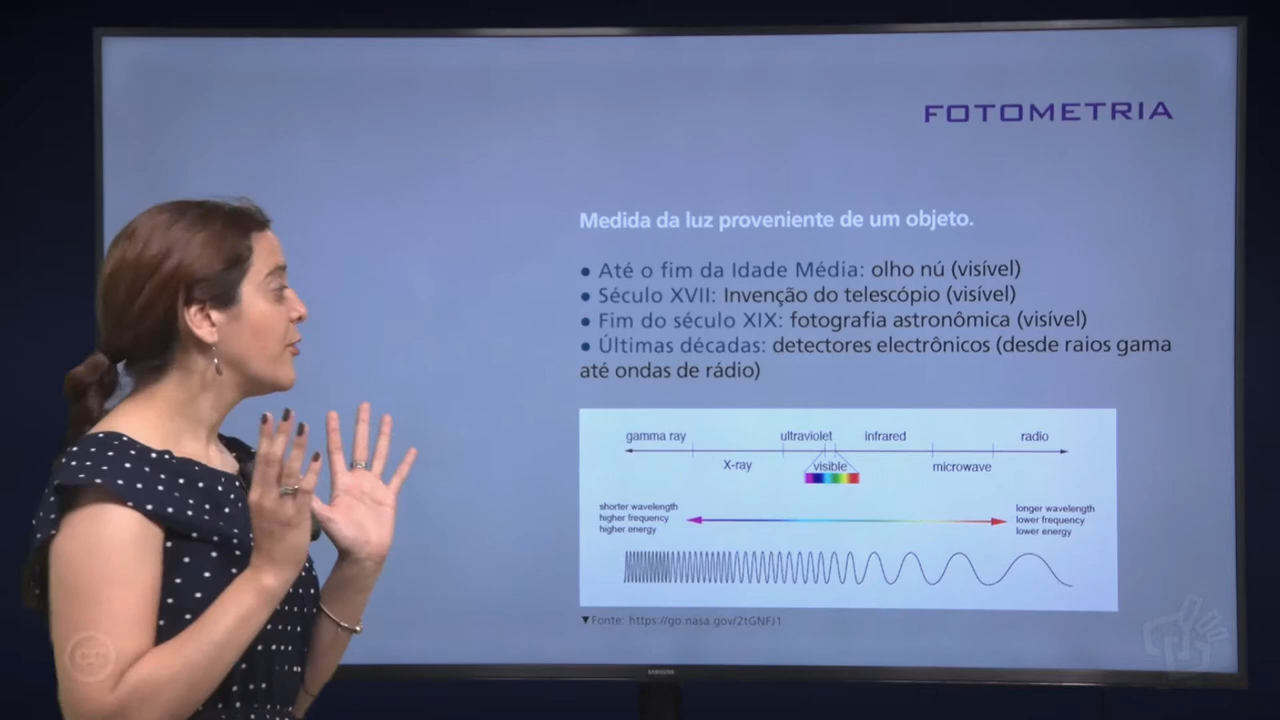 FOTOMETRIA
Medida da luz proveniente de um objeto.
● Até o fim da Idade Média: olho nú (visível)
● Século XVII: Invenção do telescópio (visível)
● Fim do século XIX: fotografia astronômica (visível)
● Últimas décadas: detectores electrônicos (desde raios gama
até ondas de rádio)
gamma ray ultraviolet infrared radio
X-ray visible microwave
shorter wavelength
higher frequency
higher energy
longer wavelength
lower frequency
lower energy
▼Fonte: https://go.nasa.gov/2tGNFJ1
SAMSUNG
cc